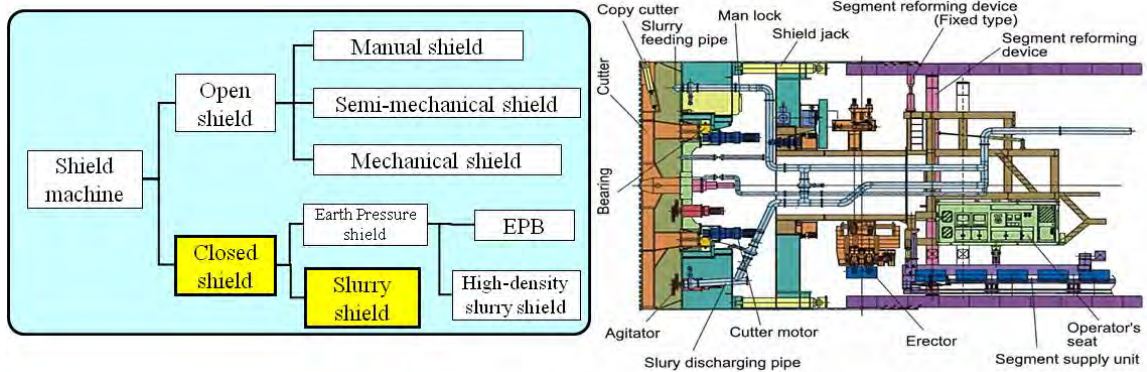 Manual shield
Open
shield
Semi-mechanical shield
Mechanical shield
Shield
machine
Earth Pressure
shield
EPB
Closed
shield
Slurry
shield
High-density
slurry shield
Copy cutter
Slurry
feeding pipe
Man lock
Shield jack
Segment reforming device
(Fixed type)
Segment reforming
device
Cutter
Bearing
Agitator
Cutter motor
Slury discharging pipe
Erector
Operator's
seat
Segment supply unit